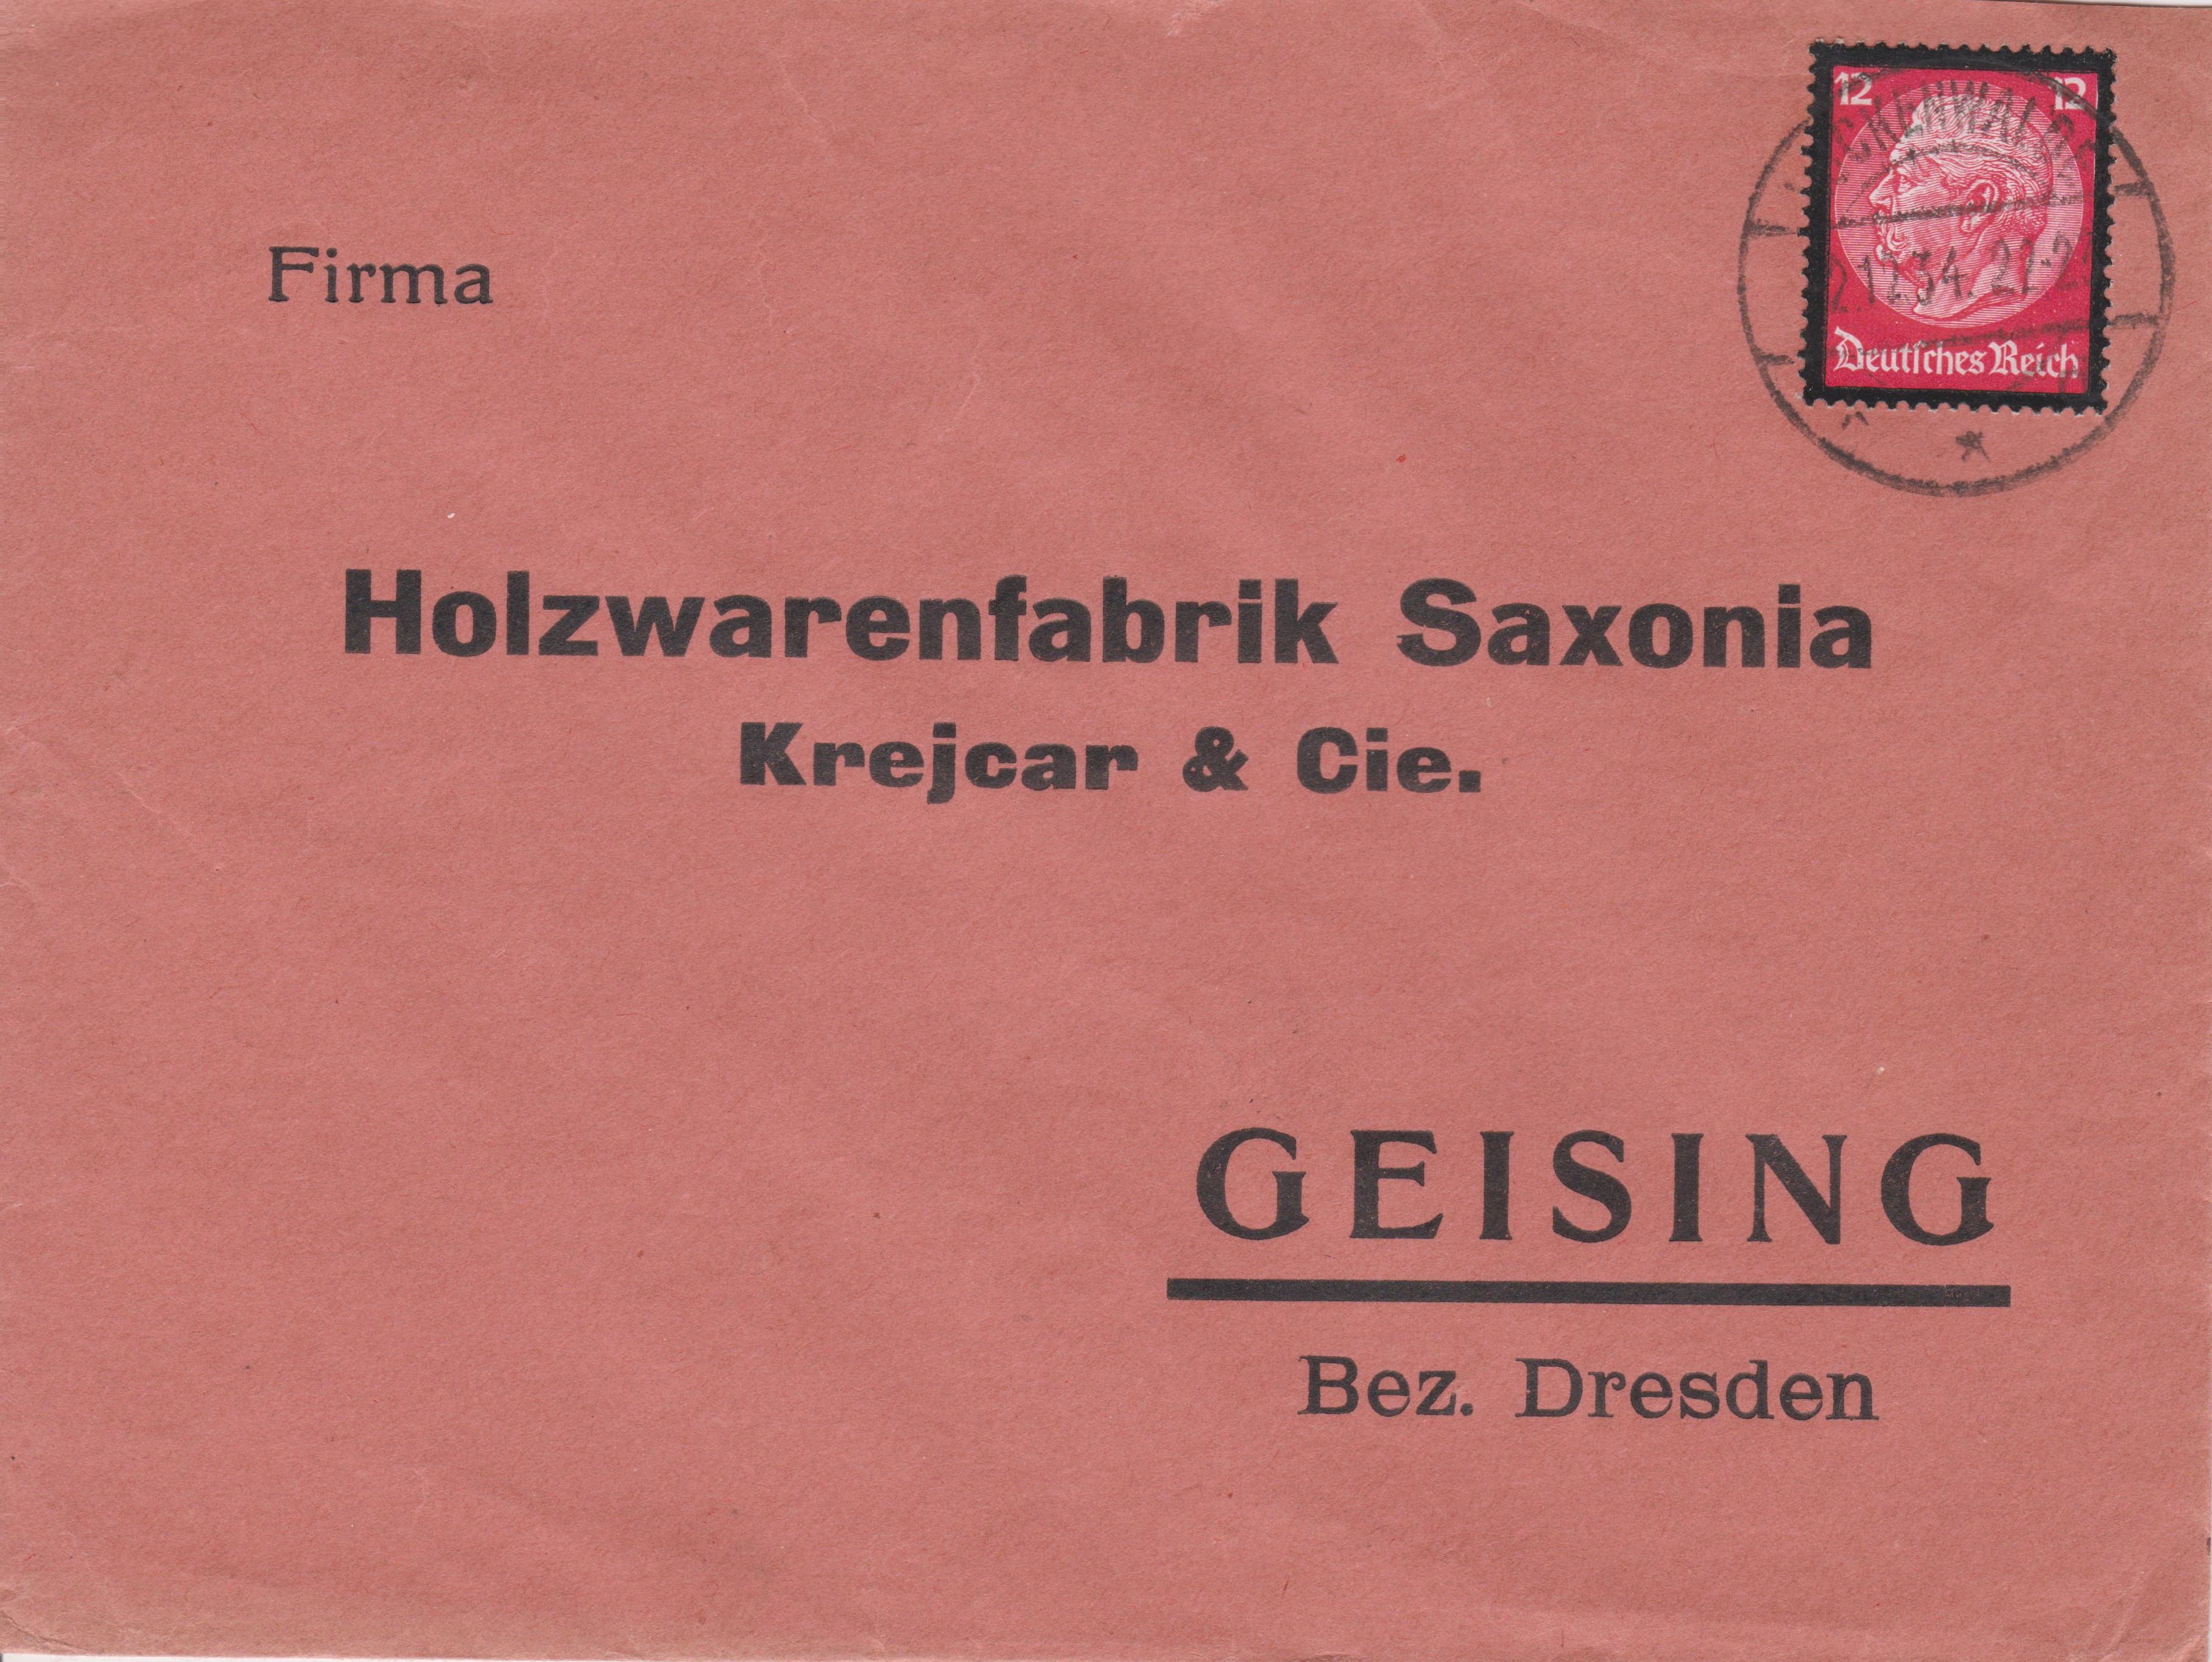 12 12
Deutsches Reich
Firma
Holzwarenfabrik Saxonia
Krejcar & Cie.
GEISING
Bez. Dresden